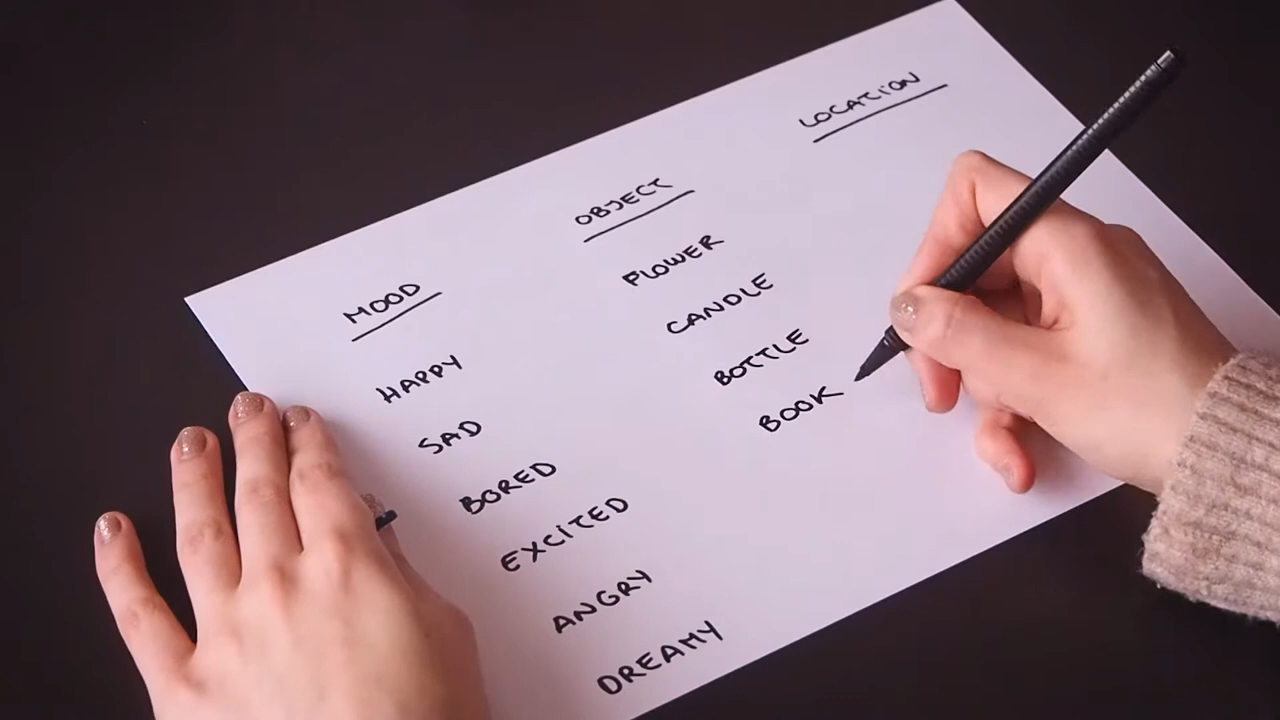 MOOD
HAPPY
SAD
BORED
EXCITED
ANGRY
DREAMY
OBJECT
FLOWER
CANDLE
BOTTLE
BOOK
LOCATION